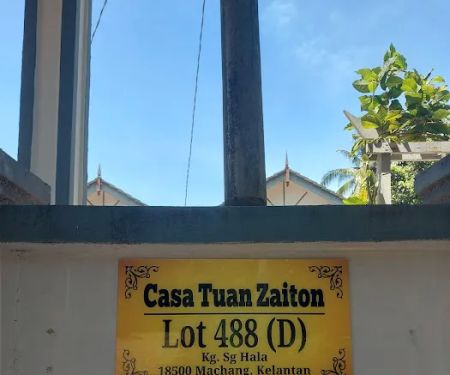 Casa Tuan Zaiton
Lot 488 (D)
Kg. Sg Hala
18500 Machang, Kelantan